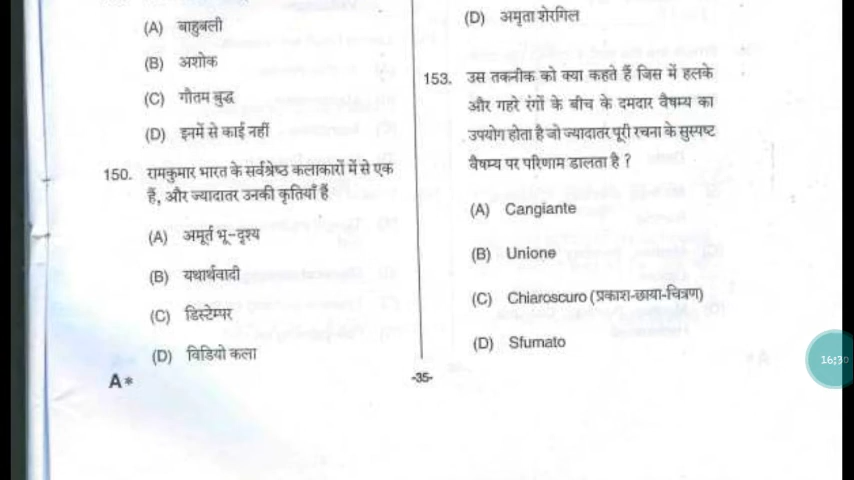 (A) बाहुबली
(B) अशोक
(C) गौतम बुद्ध
(D) इनमें से काई नहीं
150. रामकुमार भारत के सर्वश्रेष्ठ कलाकारों में से एक
हैं, और ज्यादातर उनकी कृतियाँ हैं
(A) अमूर्त भू-दृश्य
(B) यथार्थवादी
(C) डिस्टेम्पर
(D) विडियो कला
A*
-35-
(D) अमृता शेरगिल
153. उस तकनीक को क्या कहते हैं जिस में हलके
और गहरे रंगों के बीच के दमदार वैषम्य का
उपयोग होता है जो ज्यादातर पूरी रचना के सुस्पष्ट
वैषम्य पर परिणाम डालता है ?
(A) Cangiante
(B) Unione
(C) Chiaroscuro (प्रकाश-छाया-चित्रण)
(D) Sfumato
16:30